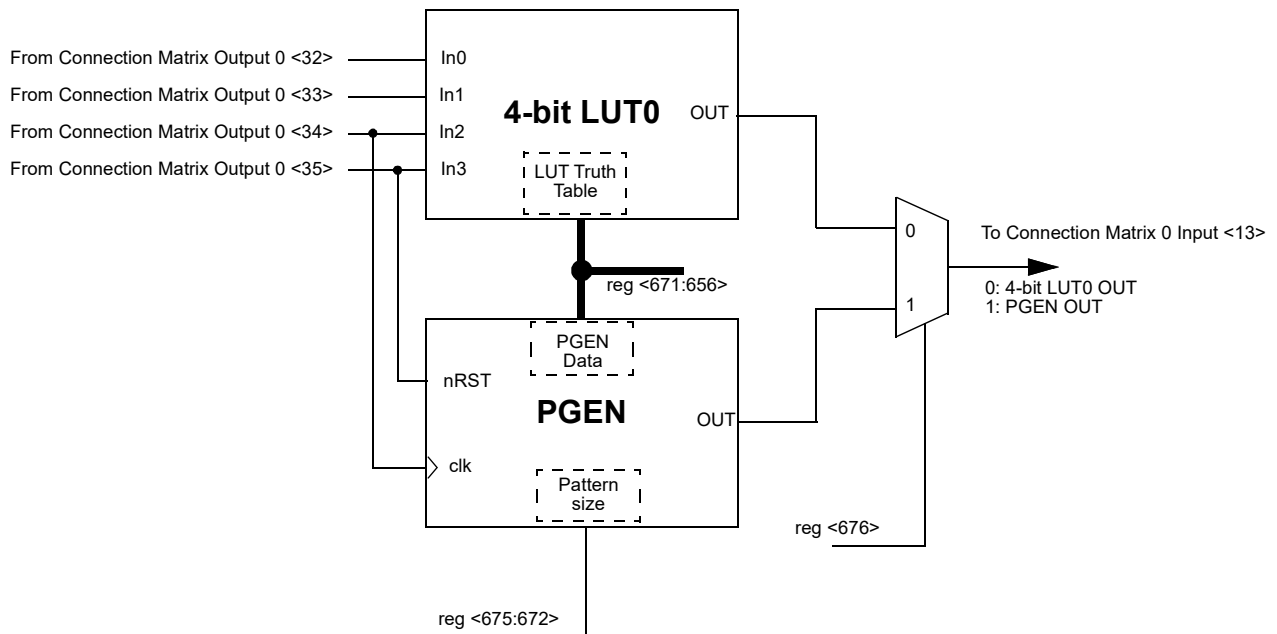 From Connection Matrix Output 0 <32>
In0
From Connection Matrix Output 0 <33>
In1
4-bit LUT0
OUT
From Connection Matrix Output 0 <34>
In2
From Connection Matrix Output 0 <35>
In3
LUT Truth
Table
0
To Connection Matrix 0 Input <13>
reg <671:656>
0: 4-bit LUT0 OUT
1
1: PGEN OUT
PGEN
Data
nRST
PGEN
OUT
clk
Pattern
size
reg <676>
reg <675:672>